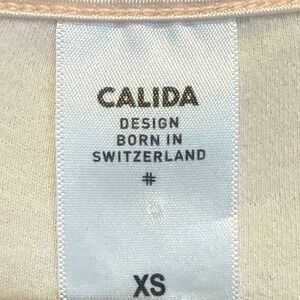 CALIDA
DESIGN
BORN IN
SWITZERLAND
#
XS